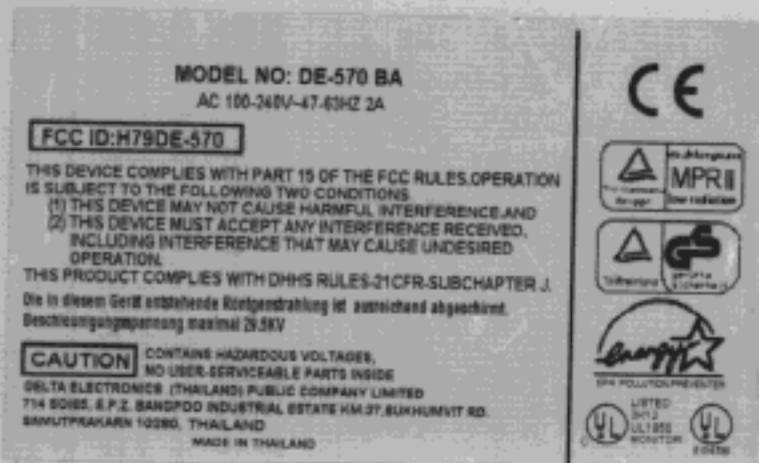 MODEL NO: DE-570 BA
AC 100-240V~47-63HZ 2A
FCC ID:H79DE-570
THIS DEVICE COMPLIES WITH PART 15 OF THE FCC RULES.OPERATION
IS SUBJECT TO THE FOLLOWING TWO CONDITIONS
(1) THIS DEVICE MAY NOT CAUSE HARMFUL INTERFERENCE.AND
(2) THIS DEVICE MUST ACCEPT ANY INTERFERENCE RECEIVED,
INCLUDING INTERFERENCE THAT MAY CAUSE UNDESIRED
OPERATION.
THIS PRODUCT COMPLIES WITH DHHS RULES-21CFR-SUBCHAPTER J.
Die in diesem Gerät entstehende Röntgenstrahlung ist ausreichend abgeschirmt.
Beschleunigungsspannung maximal 29.5KV
CAUTION
CONTAINS HAZARDOUS VOLTAGES,
NO USER-SERVICEABLE PARTS INSIDE
DELTA ELECTRONICS (THAILAND) PUBLIC COMPANY LIMITED
714 E.P.Z. BANGPOO INDUSTRIAL ESTATE KM.37,SUKHUMVIT RD.
SAMUTPRAKARN 10280, THAILAND
MADE IN THAILAND
CE
MPR II
low radiation
GS
geprüfte
Sicherheit
energy
EPA POLLUTION PREVENTER
UL
LISTED
UL1950
MONITOR
UL